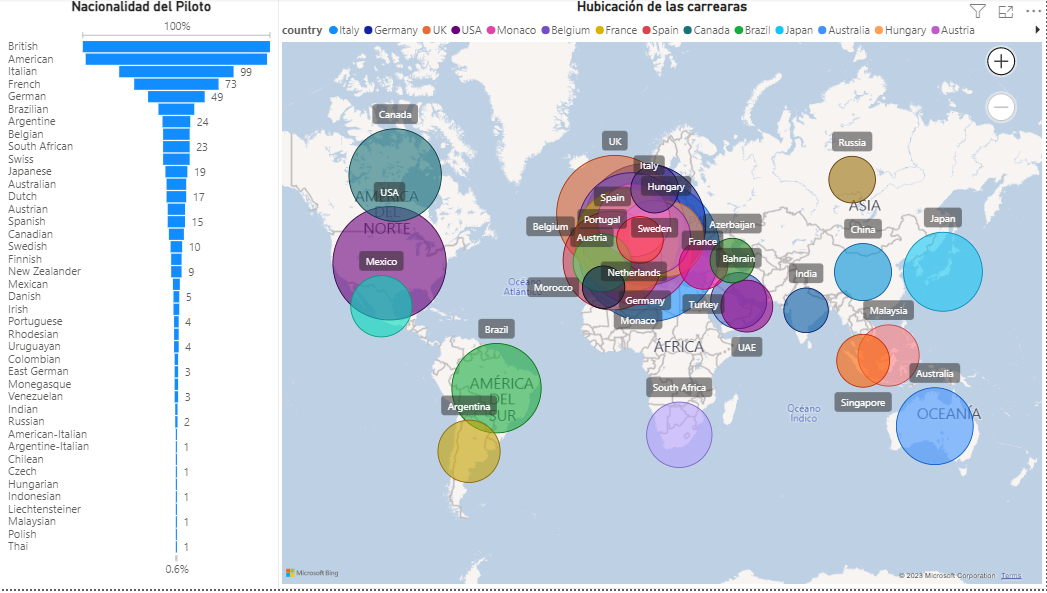 Nacionalidad del Piloto
100%
British
American
Italian 99
French 73
German 49
Brazilian
Argentine 24
Belgian
South African 23
Swiss
Japanese 19
Australian
Dutch 17
Austrian
Spanish 15
Canadian
Swedish 10
Finnish
New Zealander 9
Mexican
Danish 5
Irish
Portuguese 4
Rhodesian
Uruguayan 4
Colombian
East German 3
Monegasque
Venezuelan 3
Indian
Russian 2
American-Italian
Argentine-Italian 1
Chilean
Czech 1
Hungarian
Indonesian 1
Liechtensteiner
Malaysian 1
Polish
Thai 1
0.6%
Hubicación de las carrearas
country Italy Germany UK USA Monaco Belgium France Spain Canada Brazil Japan Australia Hungary Austria
Canada
UK
Russia
Italy
Hungary
USA
Spain
AMÉRICA
DEL
NORTE
ASIA
Portugal
Japan
Belgium
Sweden
Azerbaijan
China
Austria
France
Mexico
Bahrain
Netherlands
India
Morocco
Océano
Atlántico
Germany
Turkey
Malaysia
Monaco
Brazil
ÁFRICA
UAE
Australia
AMÉRICA
DEL
SUR
South Africa
Argentina
Singapore
Océano
Índico
OCEANÍA
Microsoft Bing
© 2023 Microsoft Corporation Terms